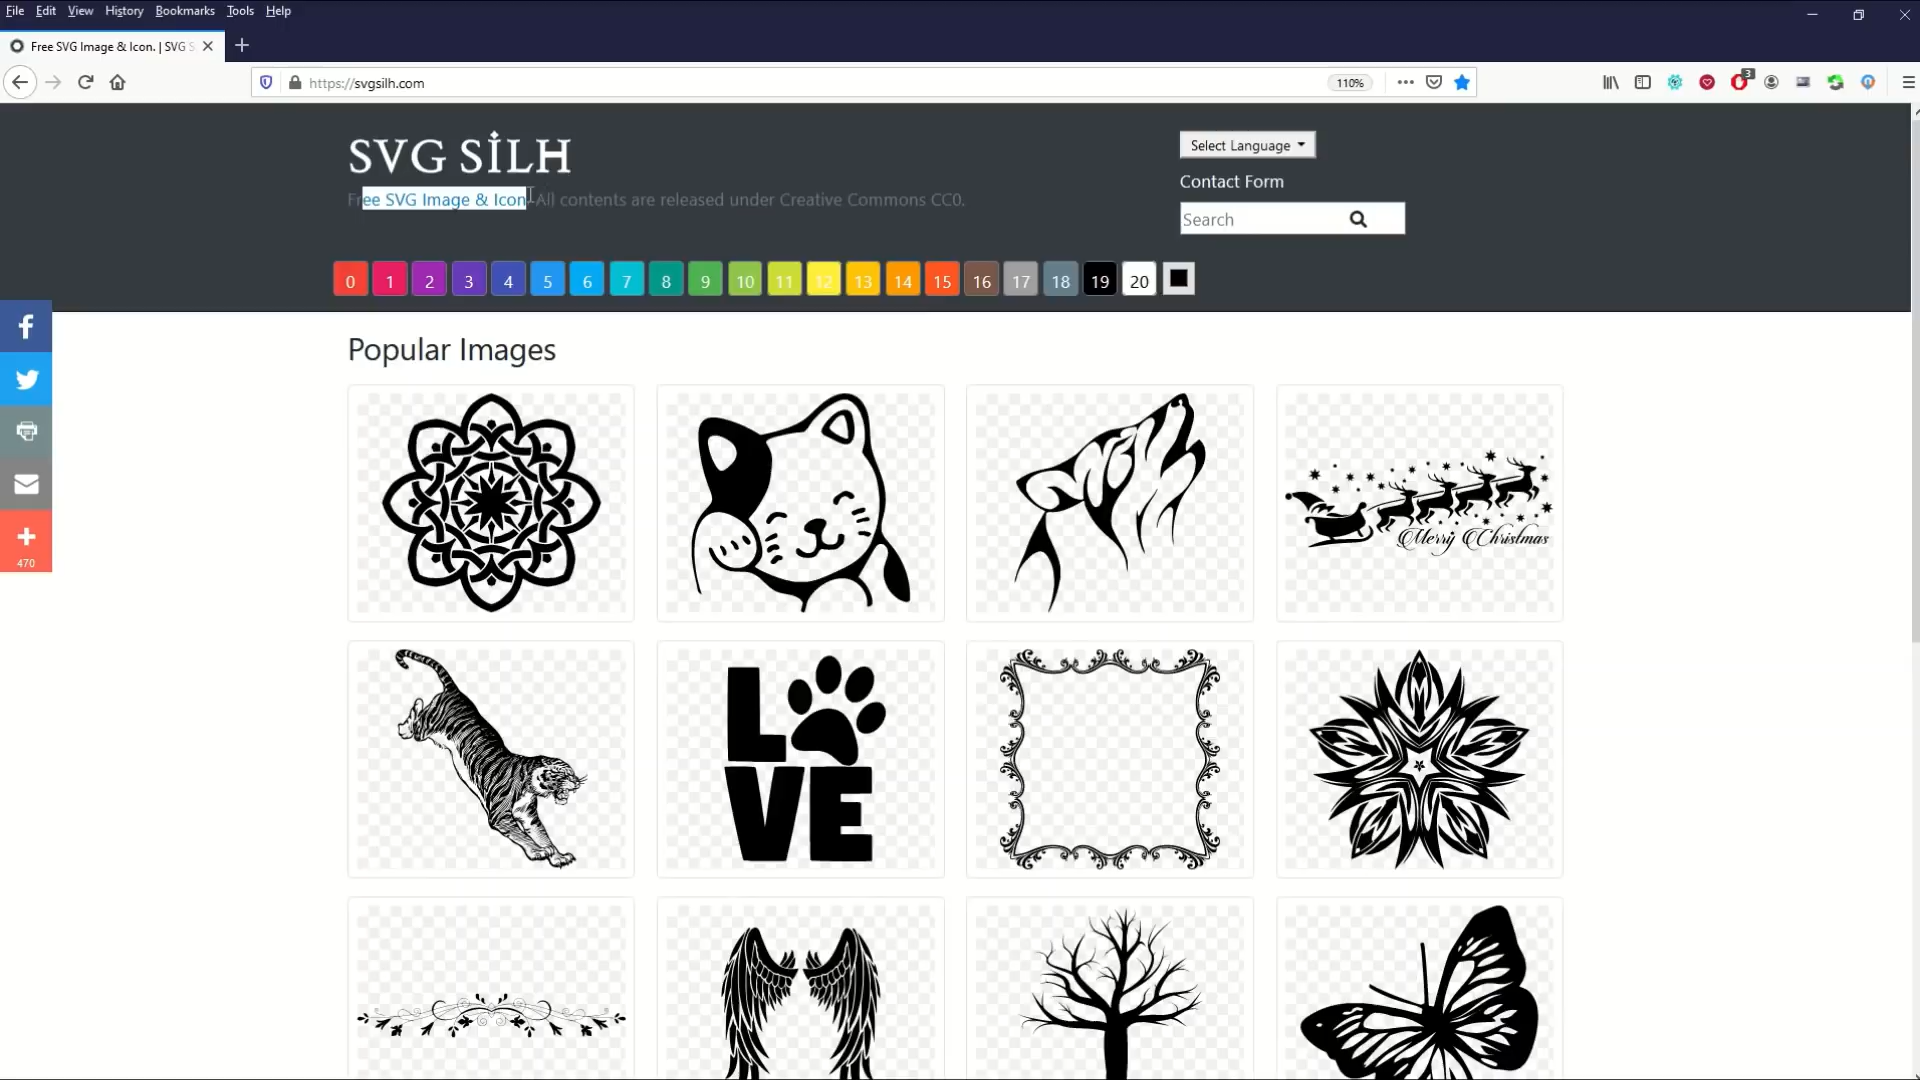 File Edit View History Bookmarks Tools Help
Free SVG Image & Icon. | SVG S
https://svgsilh.com
110%
3
SVG SILH
Free SVG Image & Icon. All contents are released under Creative Commons CC0.
Select Language
Contact Form
Search
0 1 2 3 4 5 6 7 8 9 10 11 12 13 14 15 16 17 18 19 20
470
Popular Images
Merry Christmas
LOVE